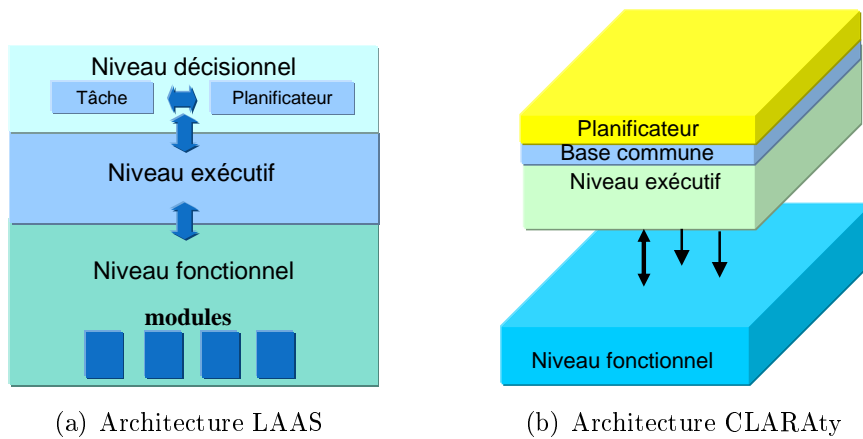 Niveau décisionnel
Tâche
Planificateur
Niveau exécutif
Niveau fonctionnel
modules
(a) Architecture LAAS
Planificateur
Base commune
Niveau exécutif
Niveau fonctionnel
(b) Architecture CLARAty